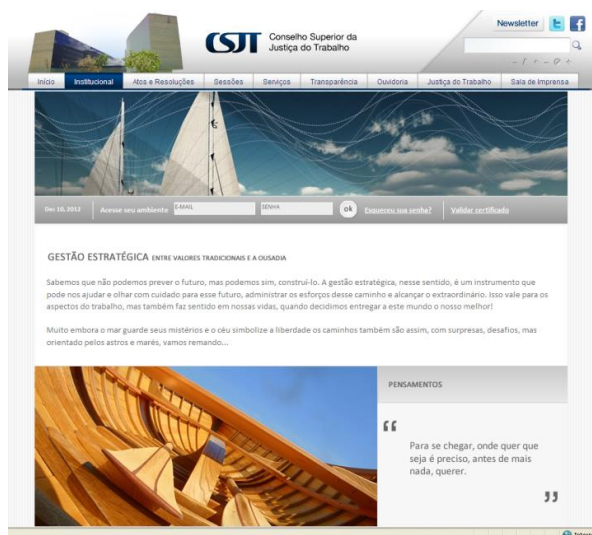 Newsletter
CSJT Conselho Superior da
Justiça do Trabalho
Início Institucional Atos e Resoluções Sessões Serviços Transparência Ouvidoria Justiça do Trabalho Sala de Imprensa
Dec 10, 2012 Acesse seu ambiente E-MAIL SENHA ok Esqueceu sua senha? Validar certificado
GESTÃO ESTRATÉGICA ENTRE VALORES TRADICIONAIS E A OUSADIA
Sabemos que não podemos prever o futuro, mas podemos sim, construí-lo. A gestão estratégica, nesse sentido, é um instrumento que
pode nos ajudar e olhar com cuidado para esse futuro, administrar os esforços desse caminho e alcançar o extraordinário. Isso vale para os
aspectos do trabalho, mas também faz sentido em nossas vidas, quando decidimos entregar a este mundo o nosso melhor!
Muito embora o mar guarde seus mistérios e o céu simbolize a liberdade os caminhos também são assim, com surpresas, desafios, mas
orientado pelos astros e marés, vamos remando...
PENSAMENTOS
“
Para se chegar, onde quer que
seja é preciso, antes de mais
nada, querer.
”